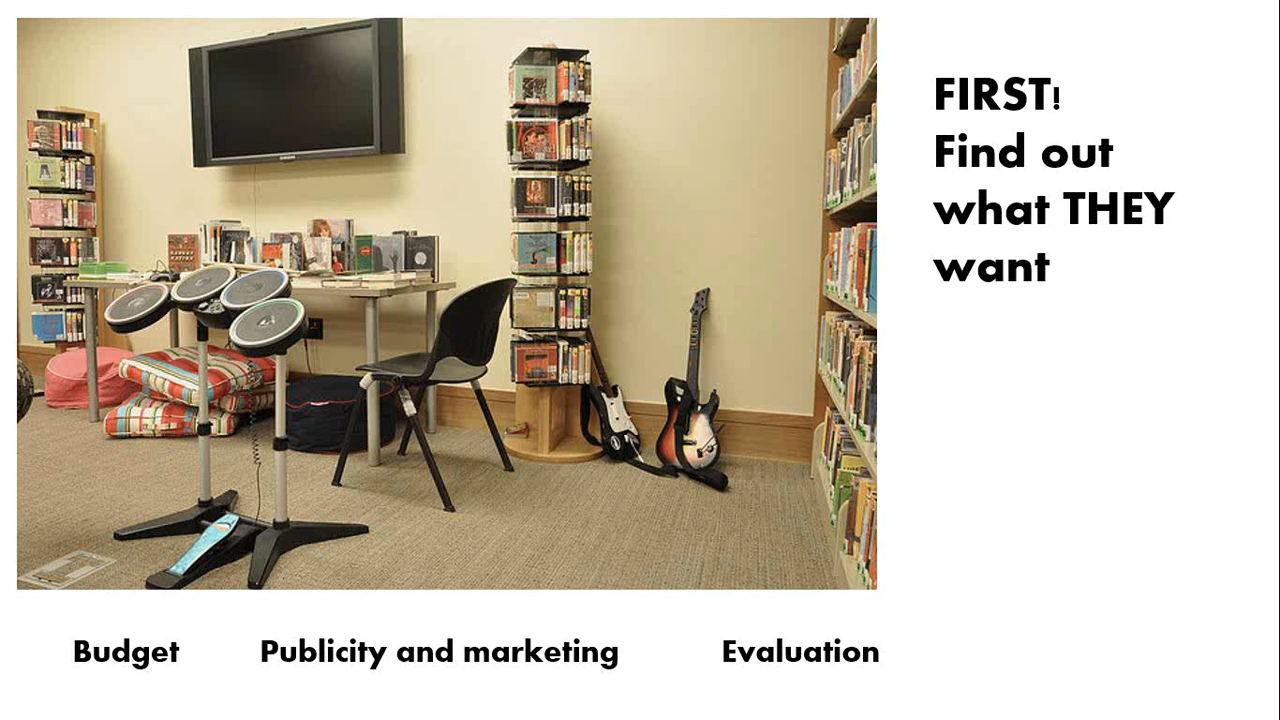 FIRST!
Find out
what THEY
want
Budget Publicity and marketing Evaluation